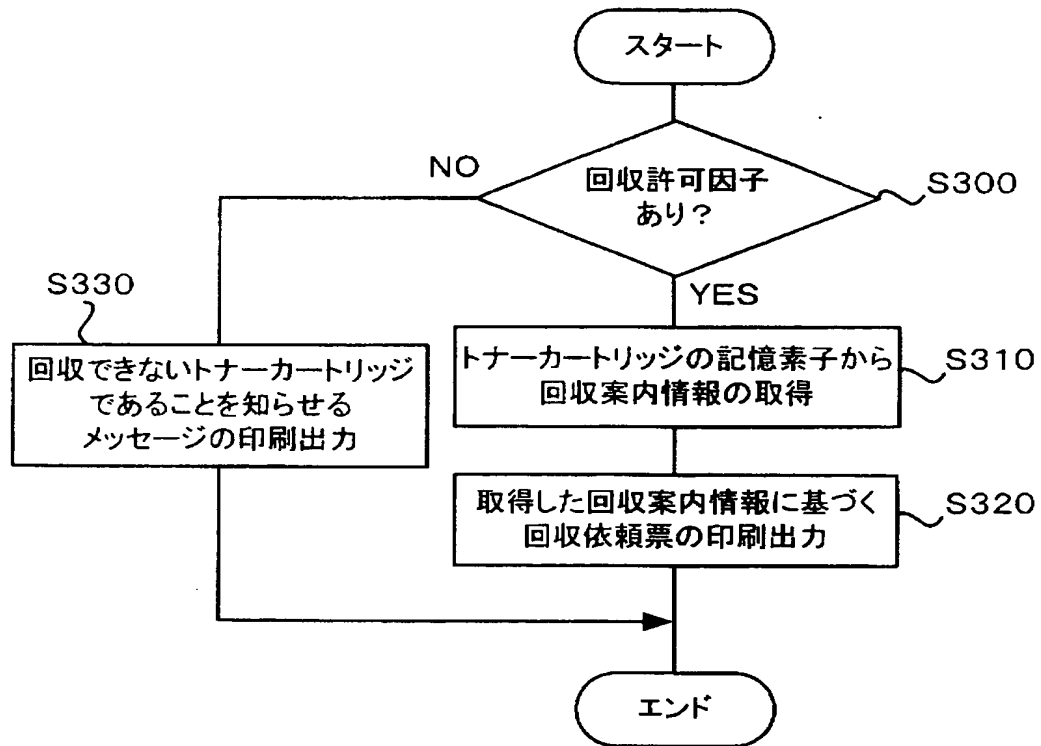 スタート
回収許可因子
あり？
S300
NO
YES
S330
回収できないトナーカートリッジ
であることを知らせる
メッセージの印刷出力
トナーカートリッジの記憶素子から
回収案内情報の取得
S310
取得した回収案内情報に基づく
回収依頼票の印刷出力
S320
エンド